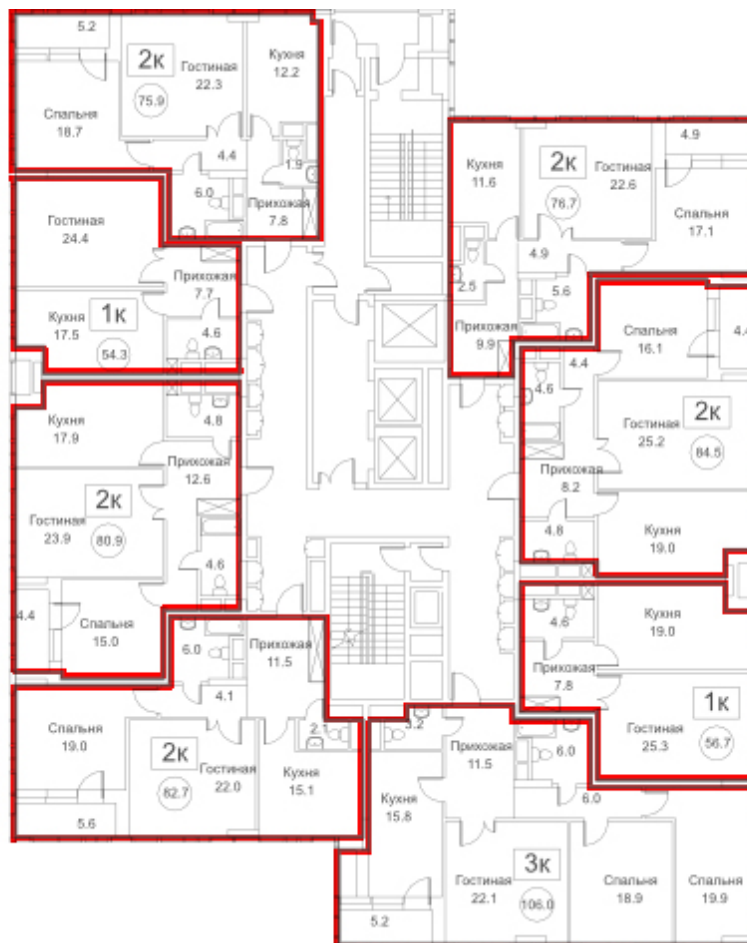 5.2
2к
75.9
Гостиная
22.3
Кухня
12.2
Спальня
18.7
4.4
1.9
6.0
Прихожая
7.8
Гостиная
24.4
Прихожая
7.7
Кухня
17.5
1к
54.3
4.6
Кухня
17.9
4.8
Прихожая
12.6
2к
80.9
Гостиная
23.9
4.6
4.4
Спальня
15.0
6.0
Прихожая
11.5
4.1
Спальня
19.0
2к
82.7
Гостиная
22.0
2.1
Кухня
15.1
5.6
4.9
Кухня
11.6
2к
76.7
Гостиная
22.6
Спальня
17.1
4.9
2.5
5.6
Прихожая
9.9
Спальня
16.1
4.4
4.4
4.6
2к
84.5
Гостиная
25.2
Прихожая
8.2
4.8
Кухня
19.0
4.6
Кухня
19.0
Прихожая
7.8
1к
56.7
Гостиная
25.3
3.2
Прихожая
11.5
6.0
Кухня
15.8
6.0
3к
106.0
Гостиная
22.1
Спальня
18.9
Спальня
19.9
5.2